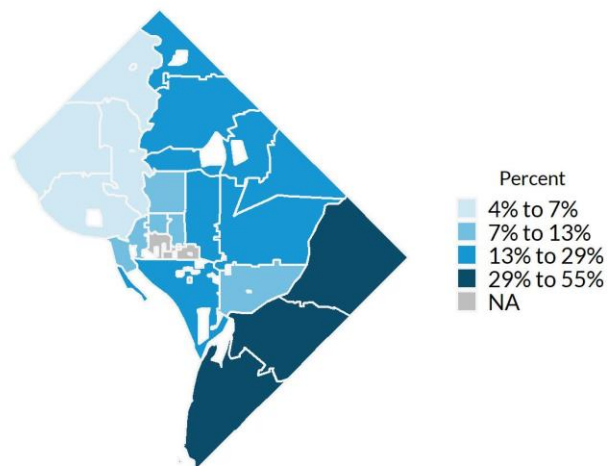 Percent
4% to 7%
7% to 13%
13% to 29%
29% to 55%
NA